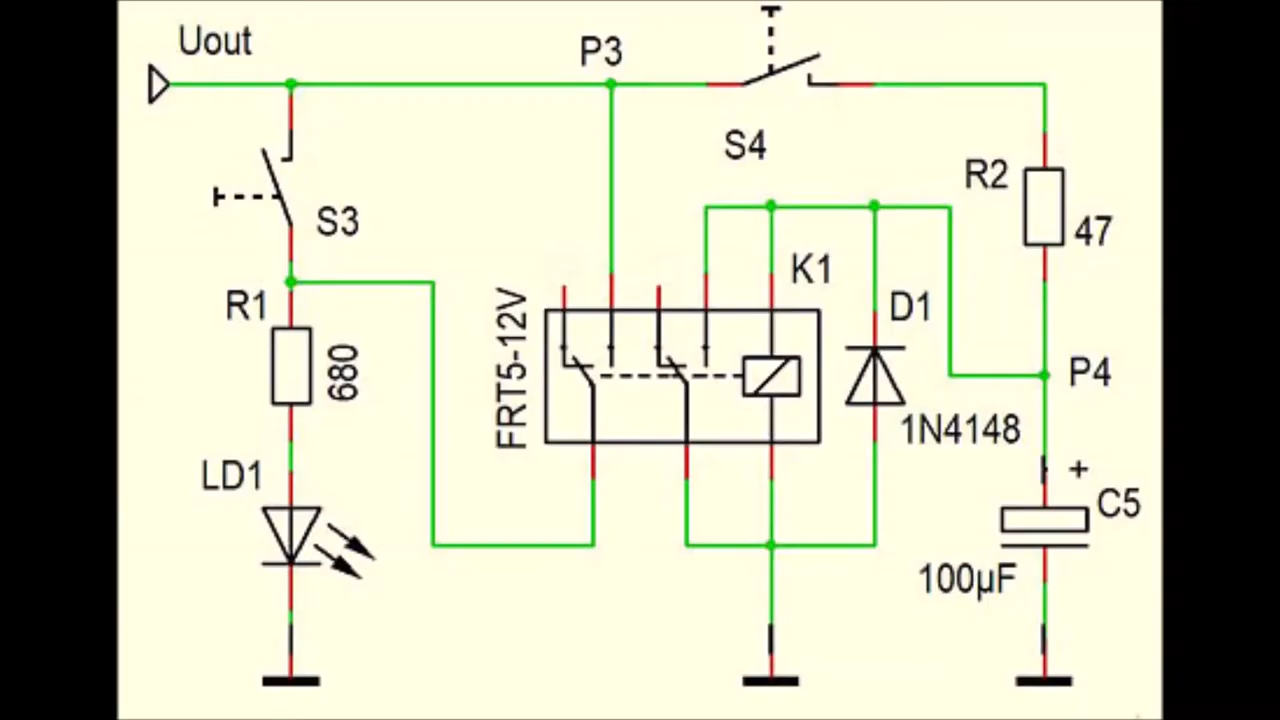 Uout
P3
S4
R2
47
S3
K1
R1
680
FRT5-12V
D1
P4
1N4148
LD1
+
C5
100µF